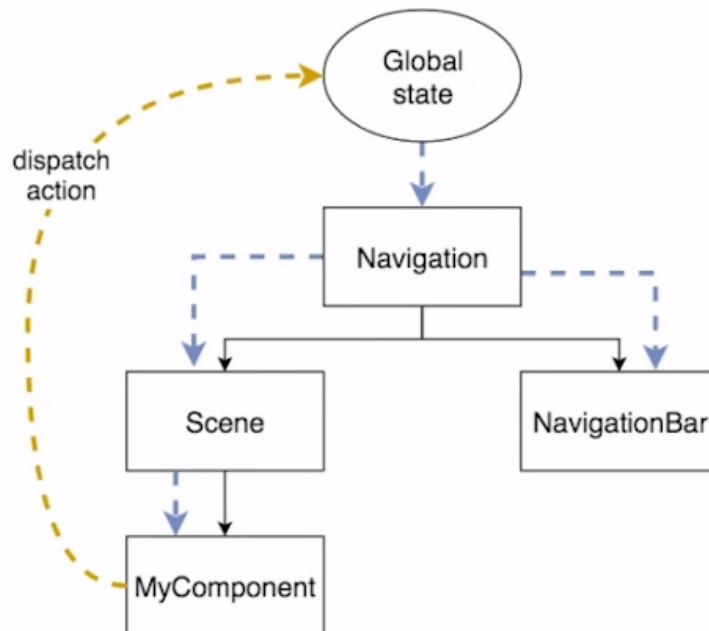 Global
state
dispatch
action
Navigation
Scene
NavigationBar
MyComponent